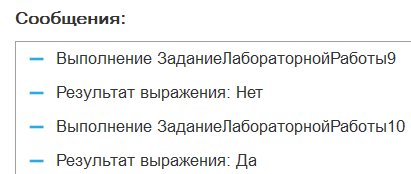 Сообщения:
Выполнение ЗаданиеЛабораторнойРаботы9
Результат выражения: Нет
Выполнение ЗаданиеЛабораторнойРаботы10
Результат выражения: Да